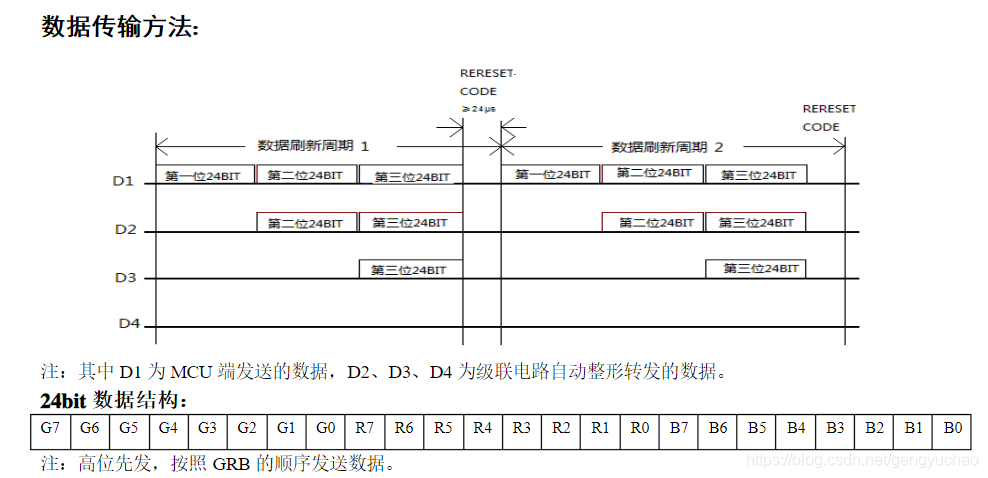 数据传输方法:
RERESET
CODE
≥24μs
RERESET
CODE
数据刷新周期 1
数据刷新周期 2
D1 第一位24BIT 第二位24BIT 第三位24BIT 第一位24BIT 第二位24BIT 第三位24BIT
D2 第二位24BIT 第三位24BIT 第二位24BIT 第三位24BIT
D3 第三位24BIT 第三位24BIT
D4
注：其中 D1 为 MCU 端发送的数据，D2、D3、D4 为级联电路自动整形转发的数据。
24bit 数据结构：
G7 G6 G5 G4 G3 G2 G1 G0 R7 R6 R5 R4 R3 R2 R1 R0 B7 B6 B5 B4 B3 B2 B1 B0
注：高位先发，按照 GRB 的顺序发送数据。
https://blog.csdn.net/gengyuchao